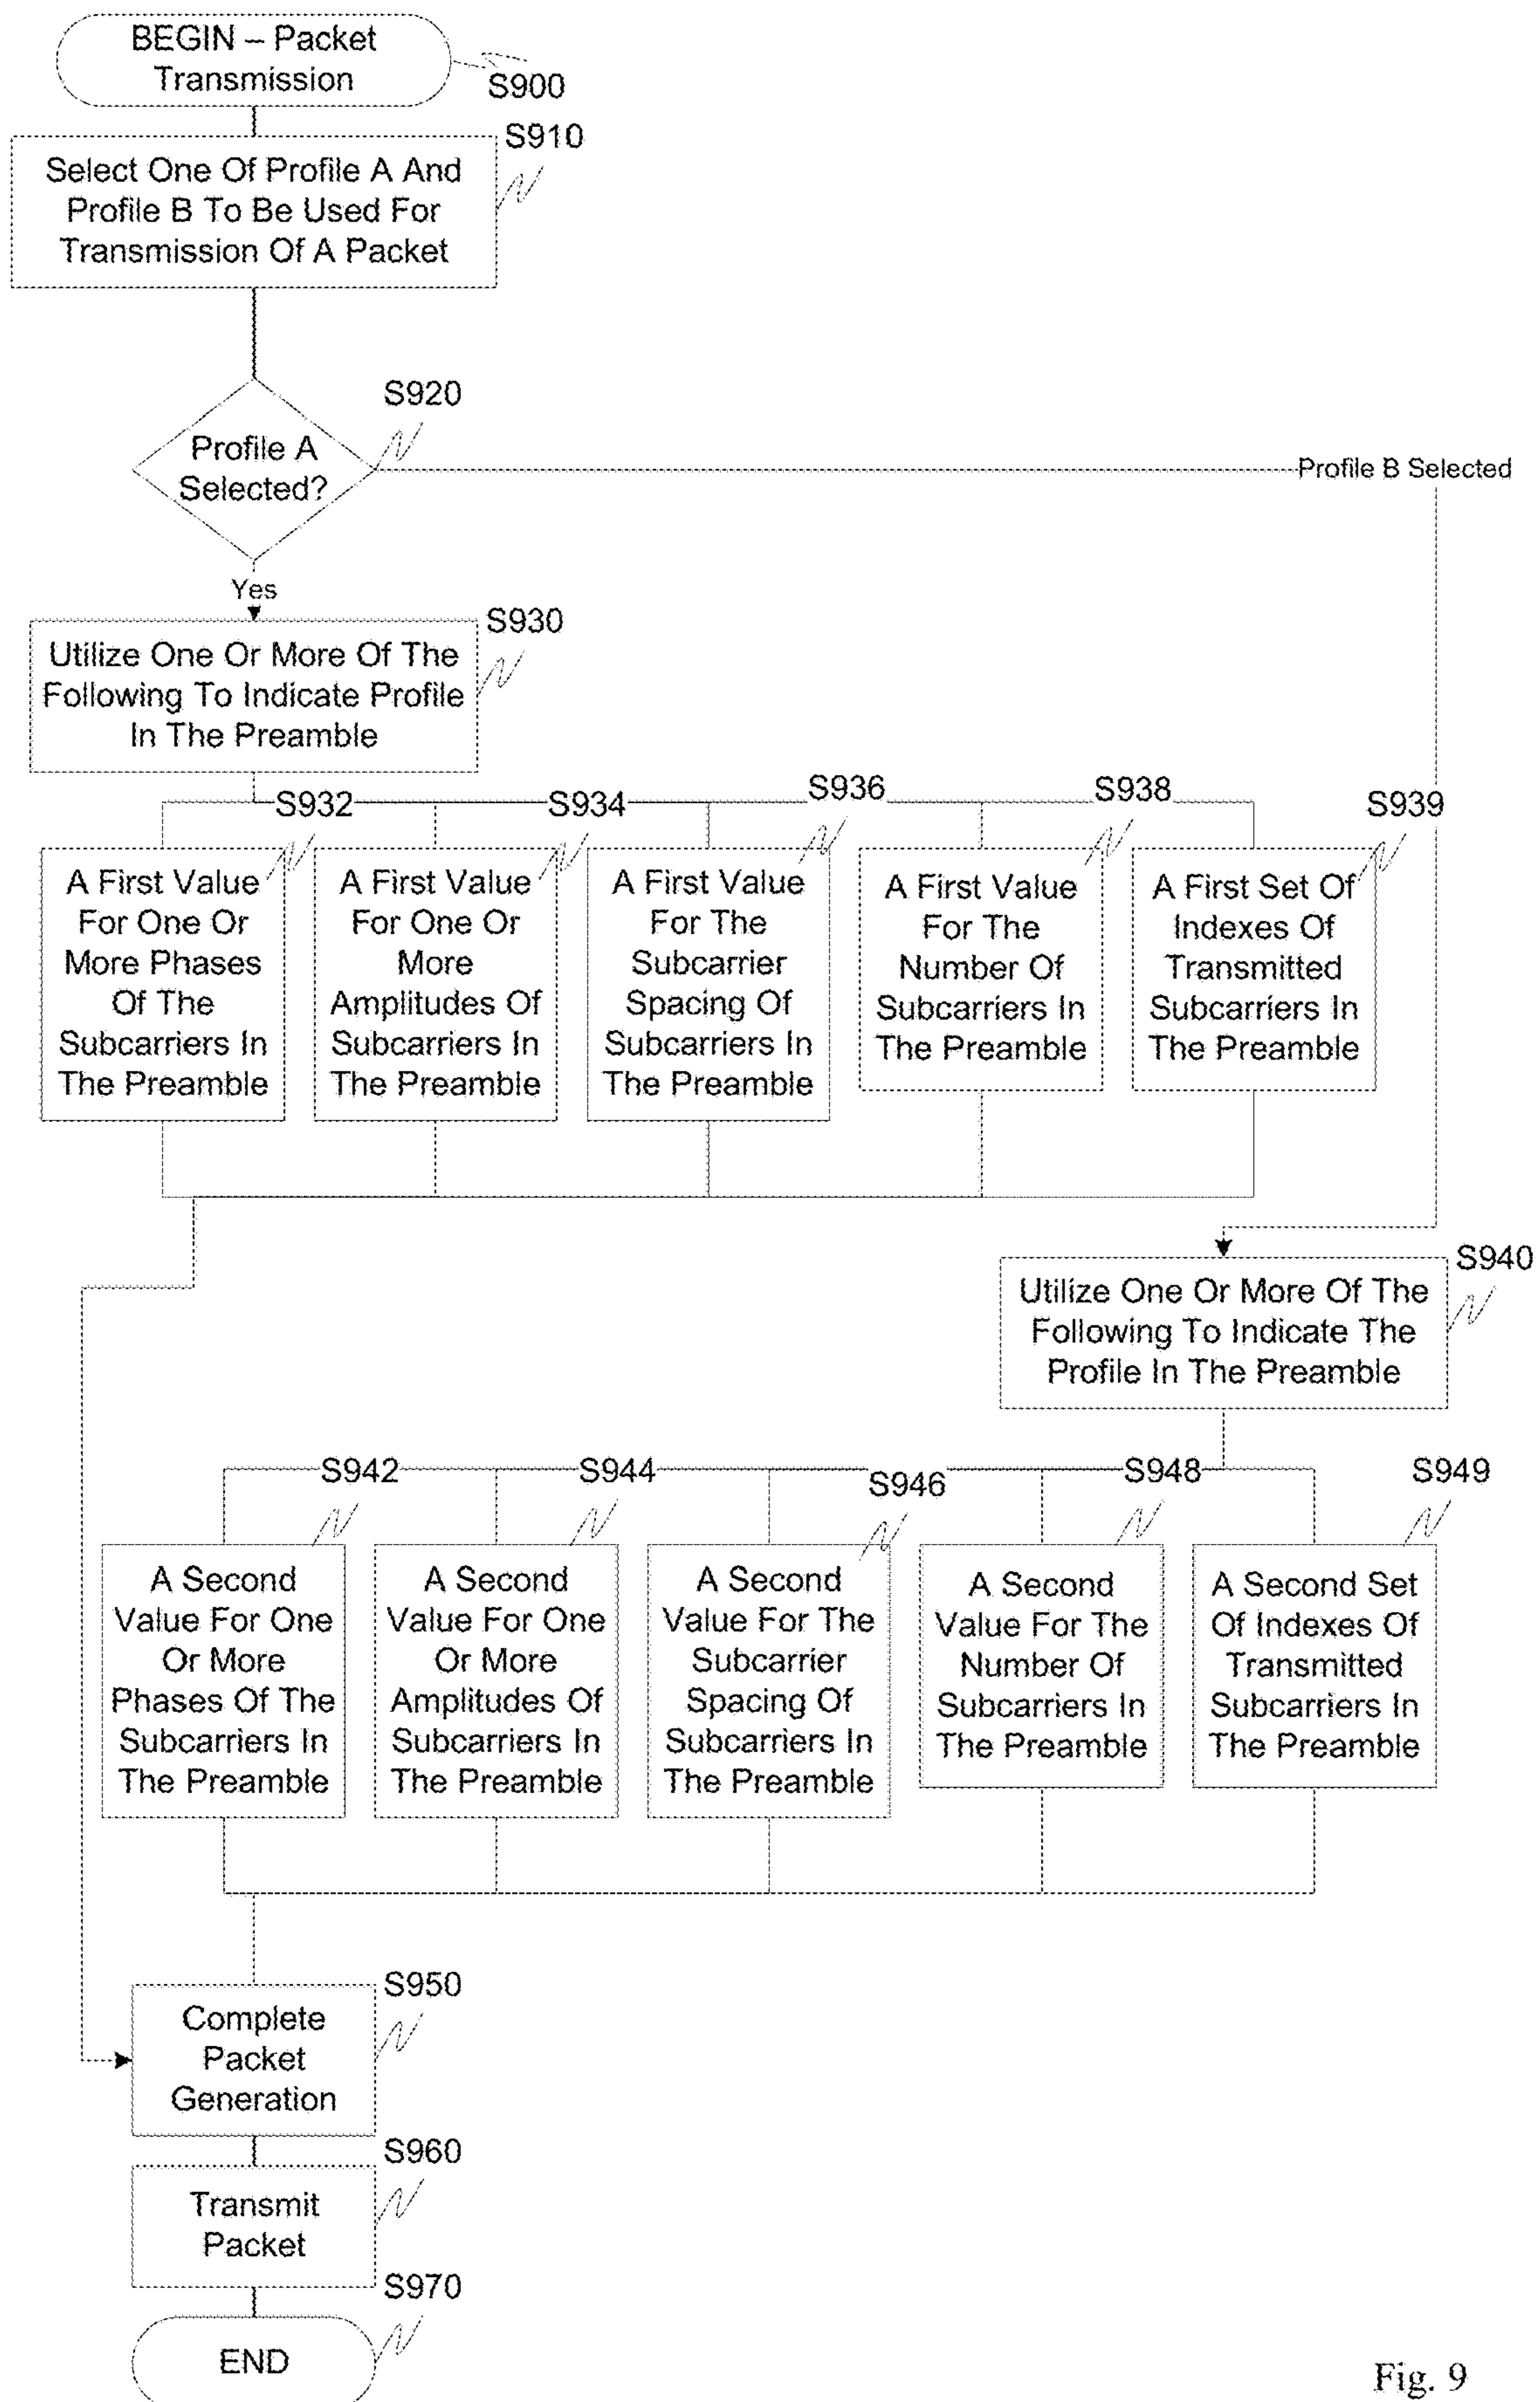 BEGIN – Packet
Transmission
S900
S910
Select One Of Profile A And
Profile B To Be Used For
Transmission Of A Packet
S920
Profile A
Selected?
Profile B Selected
Yes
S930
Utilize One Or More Of The
Following To Indicate Profile
In The Preamble
S932
S934
S936
S938
S939
A First Value
For One Or
More Phases
Of The
Subcarriers In
The Preamble
A First Value
For One Or
More
Amplitudes Of
Subcarriers In
The Preamble
A First Value
For The
Subcarrier
Spacing Of
Subcarriers In
The Preamble
A First Value
For The
Number Of
Subcarriers In
The Preamble
A First Set Of
Indexes Of
Transmitted
Subcarriers In
The Preamble
S940
Utilize One Or More Of The
Following To Indicate The
Profile In The Preamble
S942
S944
S946
S948
S949
A Second
Value For One
Or More
Phases Of The
Subcarriers In
The Preamble
A Second
Value For One
Or More
Amplitudes Of
Subcarriers In
The Preamble
A Second
Value For The
Subcarrier
Spacing Of
Subcarriers In
The Preamble
A Second
Value For The
Number Of
Subcarriers In
The Preamble
A Second Set
Of Indexes Of
Transmitted
Subcarriers In
The Preamble
S950
Complete
Packet
Generation
S960
Transmit
Packet
S970
END
Fig. 9